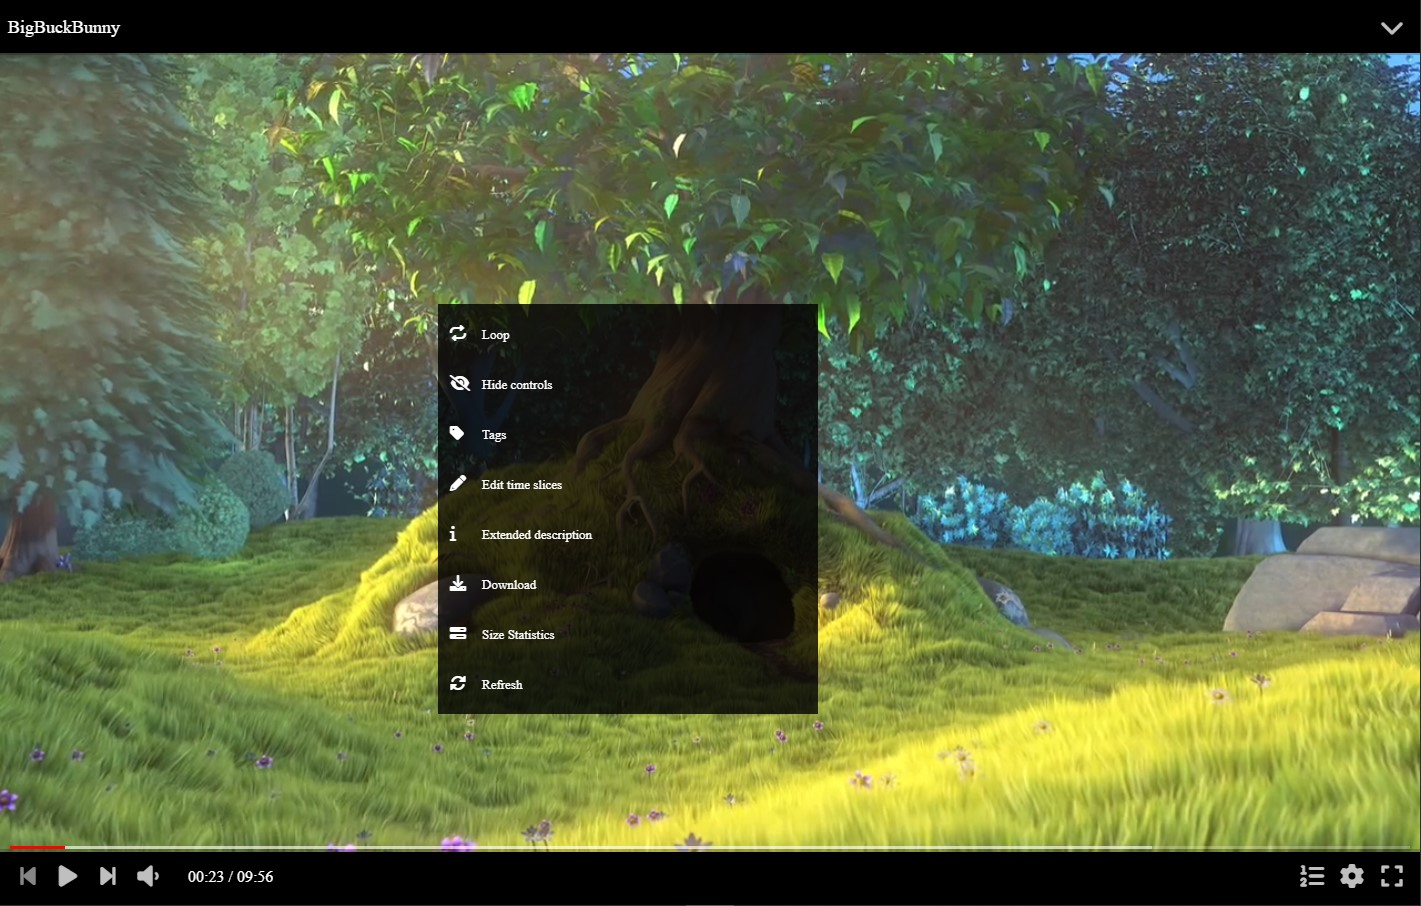 BigBuckBunny
Loop
Hide controls
Tags
Edit time slices
Extended description
Download
Size Statistics
Refresh
00:23 / 09:56